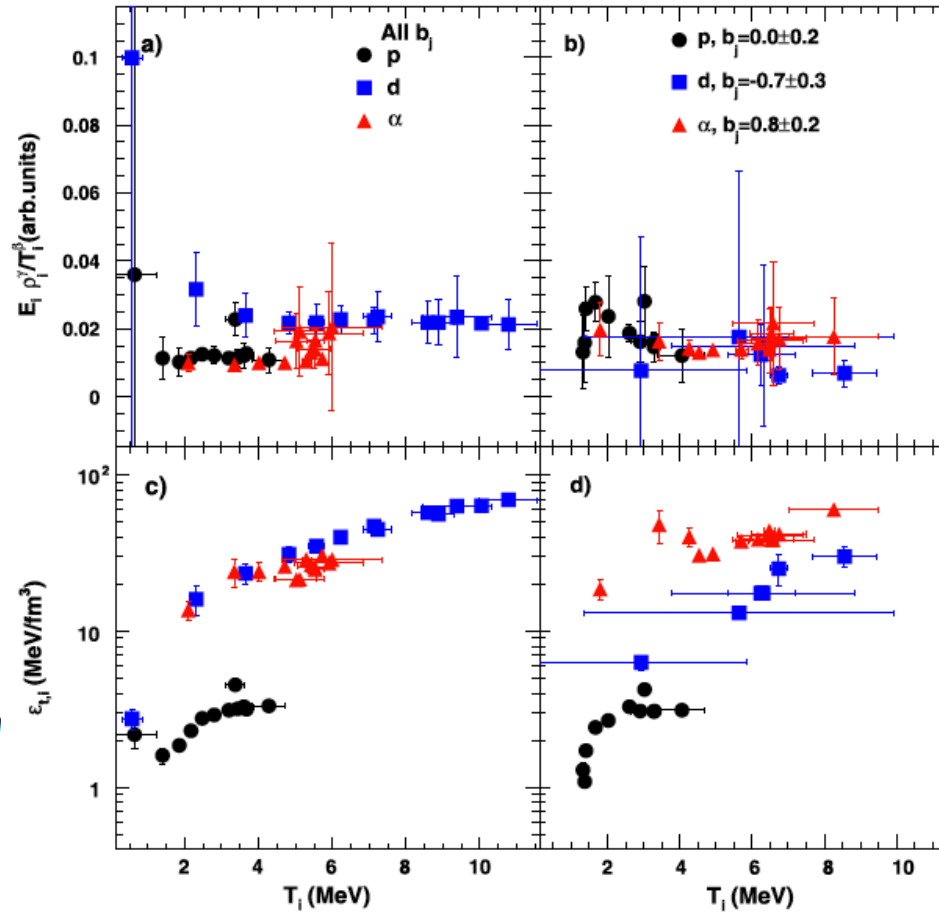 a)
All b_j
p
d
α
b)
p, b_j=0.0±0.2
d, b_j=-0.7±0.3
α, b_j=0.8±0.2
0.1
0.08
0.06
0.04
0.02
0
E_i ρ_i^γ/T_i^β(arb.units)
c)
d)
10²
10
1
ε_t,i (MeV/fm³)
2 4 6 8 10
2 4 6 8 10
T_i (MeV)
T_i (MeV)